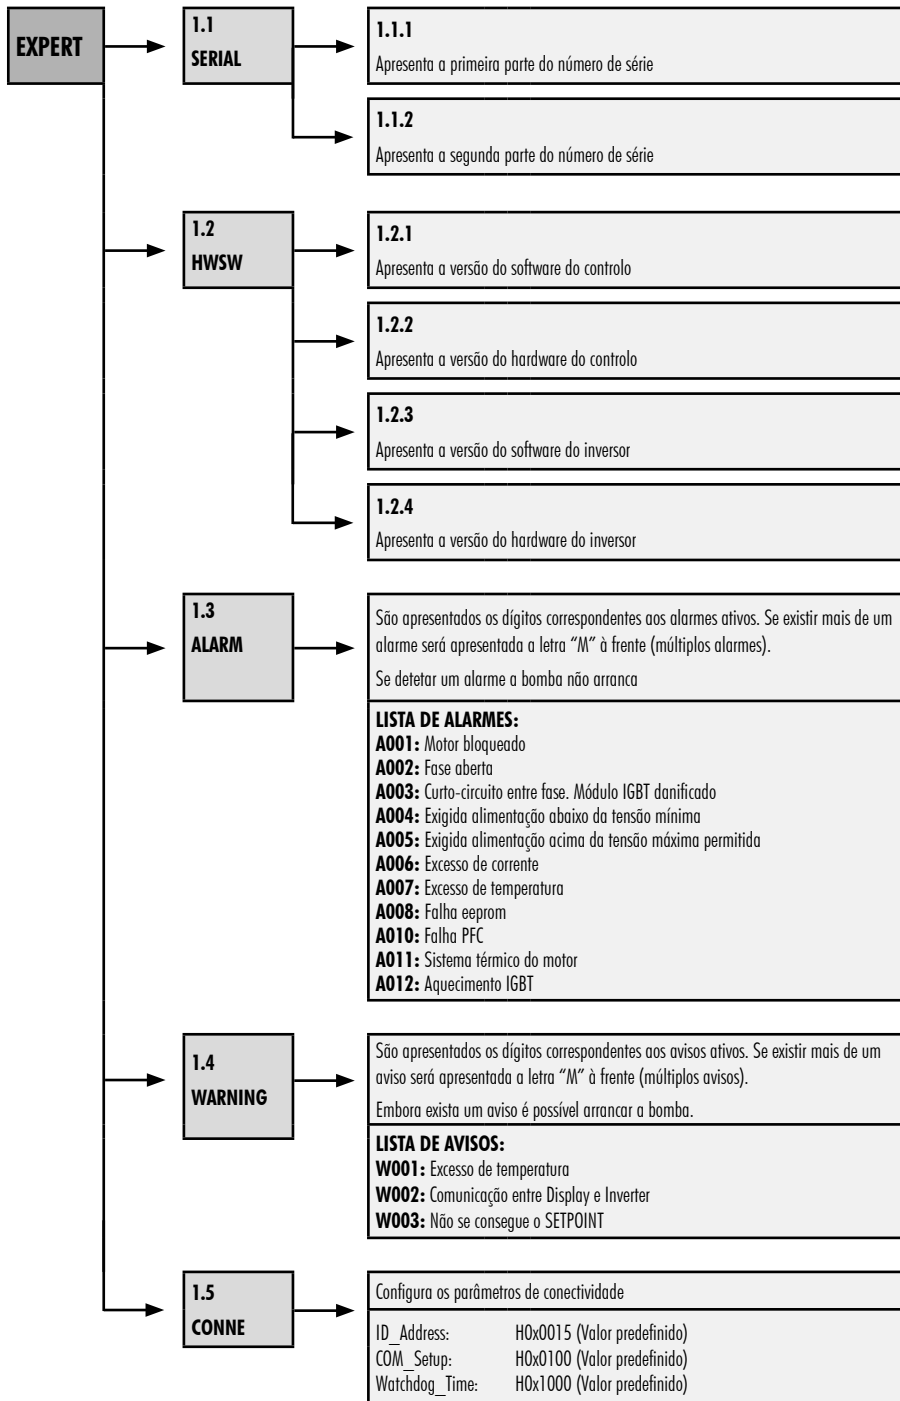 EXPERT
1.1
SERIAL
1.1.1
Apresenta a primeira parte do número de série
1.1.2
Apresenta a segunda parte do número de série
1.2
HWSW
1.2.1
Apresenta a versão do software do controlo
1.2.2
Apresenta a versão do hardware do controlo
1.2.3
Apresenta a versão do software do inversor
1.2.4
Apresenta a versão do hardware do inversor
1.3
ALARM
São apresentados os dígitos correspondentes aos alarmes ativos. Se existir mais de um
alarme será apresentada a letra “M” à frente (múltiplos alarmes).
Se detetar um alarme a bomba não arranca
LISTA DE ALARMES:
A001: Motor bloqueado
A002: Fase aberta
A003: Curto-circuito entre fase. Módulo IGBT danificado
A004: Exigida alimentação abaixo da tensão mínima
A005: Exigida alimentação acima da tensão máxima permitida
A006: Excesso de corrente
A007: Excesso de temperatura
A008: Falha eeprom
A010: Falha PFC
A011: Sistema térmico do motor
A012: Aquecimento IGBT
1.4
WARNING
São apresentados os dígitos correspondentes aos avisos ativos. Se existir mais de um
aviso será apresentada a letra “M” à frente (múltiplos avisos).
Embora exista um aviso é possível arrancar a bomba.
LISTA DE AVISOS:
W001: Excesso de temperatura
W002: Comunicação entre Display e Inverter
W003: Não se consegue o SETPOINT
1.5
CONNE
Configura os parâmetros de conectividade
ID_Address: H0x0015 (Valor predefinido)
COM_Setup: H0x0100 (Valor predefinido)
Watchdog_Time: H0x1000 (Valor predefinido)